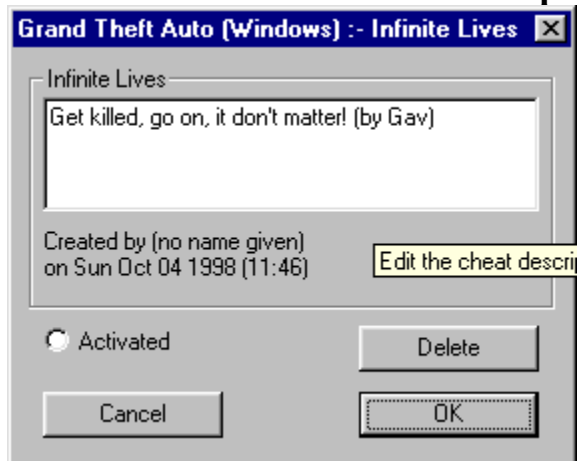 Grand Theft Auto (Windows) :- Infinite Lives
Infinite Lives
Get killed, go on, it don't matter! (by Gav)
Created by (no name given)
on Sun Oct 04 1998 (11:46)
Edit the cheat descrip
Activated
Delete
Cancel
OK